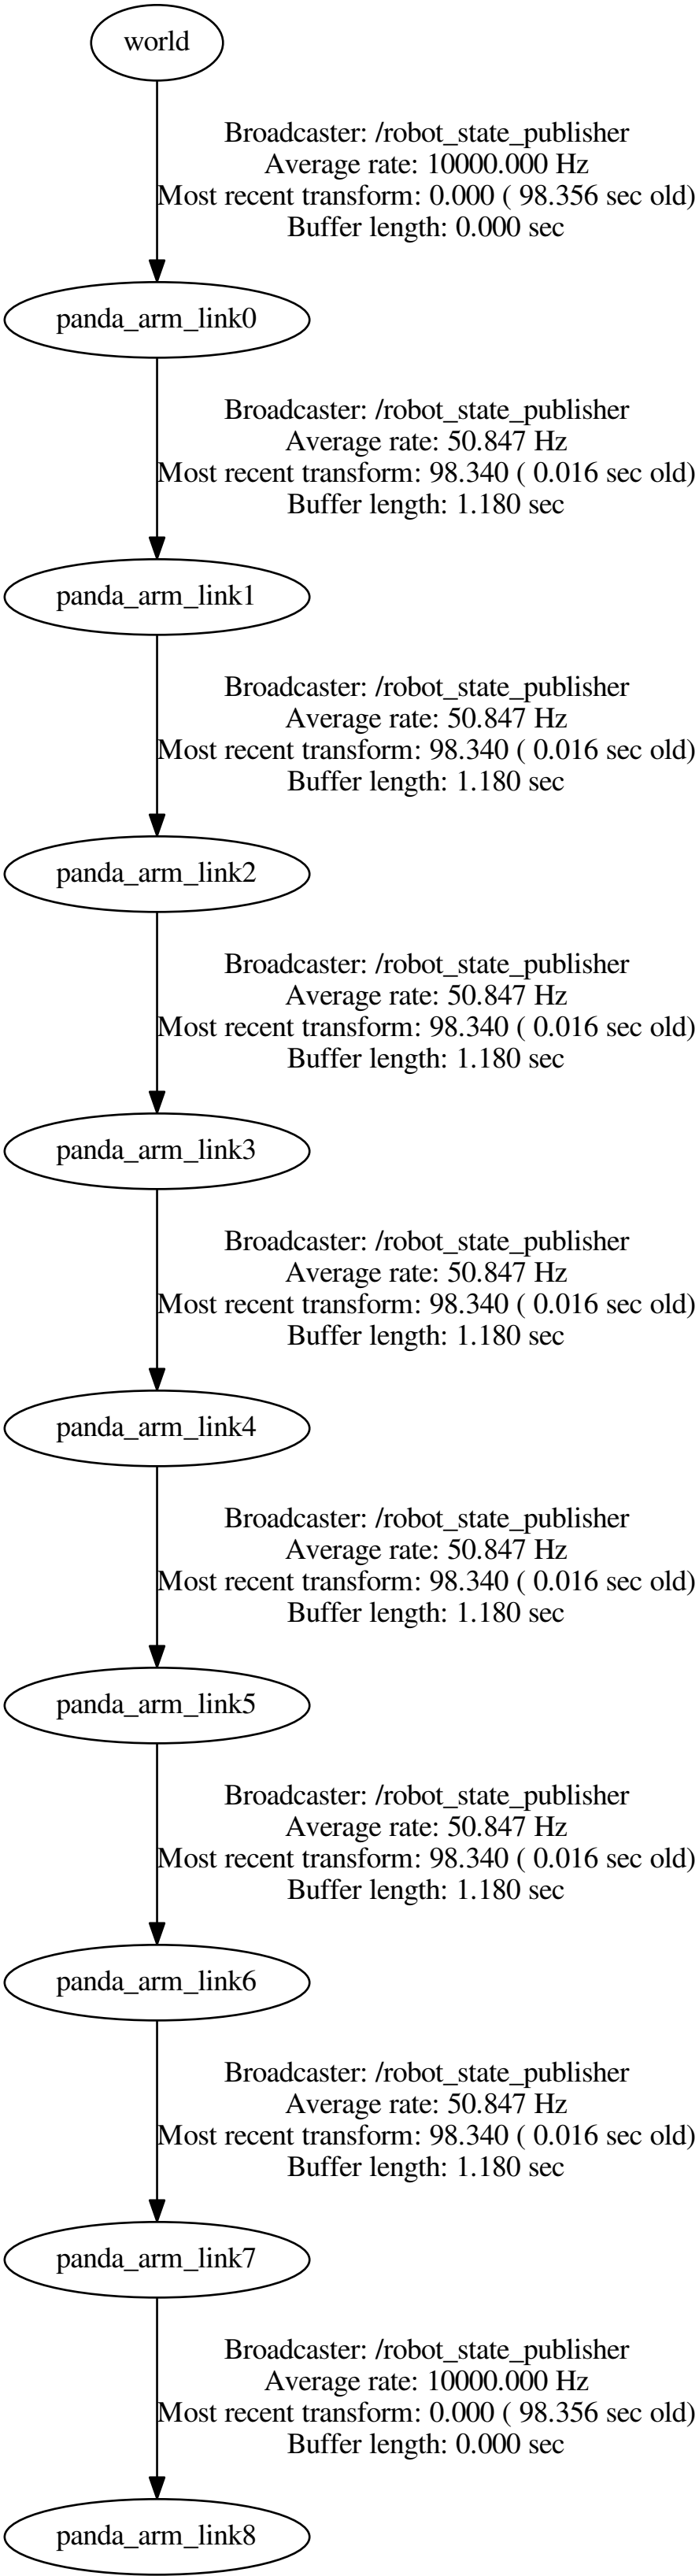 world
Broadcaster: /robot_state_publisher
Average rate: 10000.000 Hz
Most recent transform: 0.000 ( 98.356 sec old)
Buffer length: 0.000 sec
panda_arm_link0
Broadcaster: /robot_state_publisher
Average rate: 50.847 Hz
Most recent transform: 98.340 ( 0.016 sec old)
Buffer length: 1.180 sec
panda_arm_link1
Broadcaster: /robot_state_publisher
Average rate: 50.847 Hz
Most recent transform: 98.340 ( 0.016 sec old)
Buffer length: 1.180 sec
panda_arm_link2
Broadcaster: /robot_state_publisher
Average rate: 50.847 Hz
Most recent transform: 98.340 ( 0.016 sec old)
Buffer length: 1.180 sec
panda_arm_link3
Broadcaster: /robot_state_publisher
Average rate: 50.847 Hz
Most recent transform: 98.340 ( 0.016 sec old)
Buffer length: 1.180 sec
panda_arm_link4
Broadcaster: /robot_state_publisher
Average rate: 50.847 Hz
Most recent transform: 98.340 ( 0.016 sec old)
Buffer length: 1.180 sec
panda_arm_link5
Broadcaster: /robot_state_publisher
Average rate: 50.847 Hz
Most recent transform: 98.340 ( 0.016 sec old)
Buffer length: 1.180 sec
panda_arm_link6
Broadcaster: /robot_state_publisher
Average rate: 50.847 Hz
Most recent transform: 98.340 ( 0.016 sec old)
Buffer length: 1.180 sec
panda_arm_link7
Broadcaster: /robot_state_publisher
Average rate: 10000.000 Hz
Most recent transform: 0.000 ( 98.356 sec old)
Buffer length: 0.000 sec
panda_arm_link8